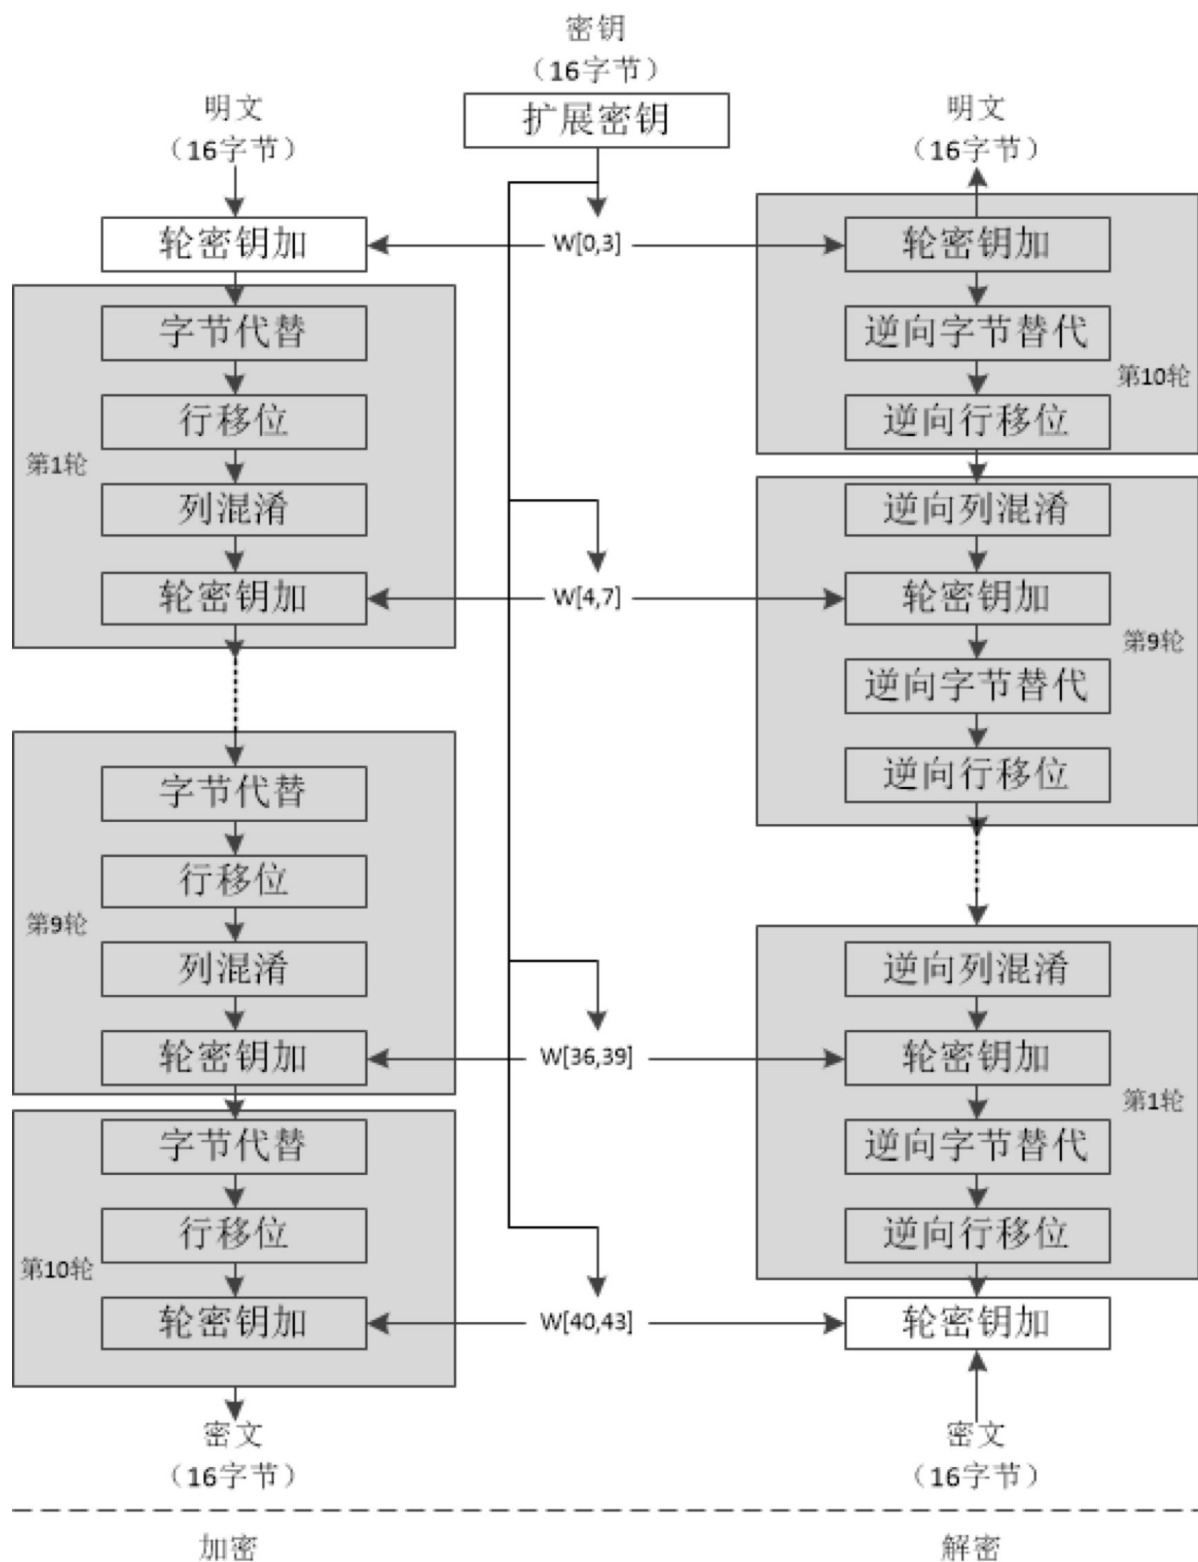 密钥
（16字节）
扩展密钥
明文
（16字节）
轮密钥加
字节代替
行移位
第1轮
列混淆
轮密钥加
字节代替
行移位
第9轮
列混淆
轮密钥加
字节代替
行移位
第10轮
轮密钥加
密文
（16字节）
加密
W[0,3]
W[4,7]
W[36,39]
W[40,43]
明文
（16字节）
轮密钥加
逆向字节替代
第10轮
逆向行移位
逆向列混淆
轮密钥加
第9轮
逆向字节替代
逆向行移位
逆向列混淆
轮密钥加
第1轮
逆向字节替代
逆向行移位
轮密钥加
密文
（16字节）
解密